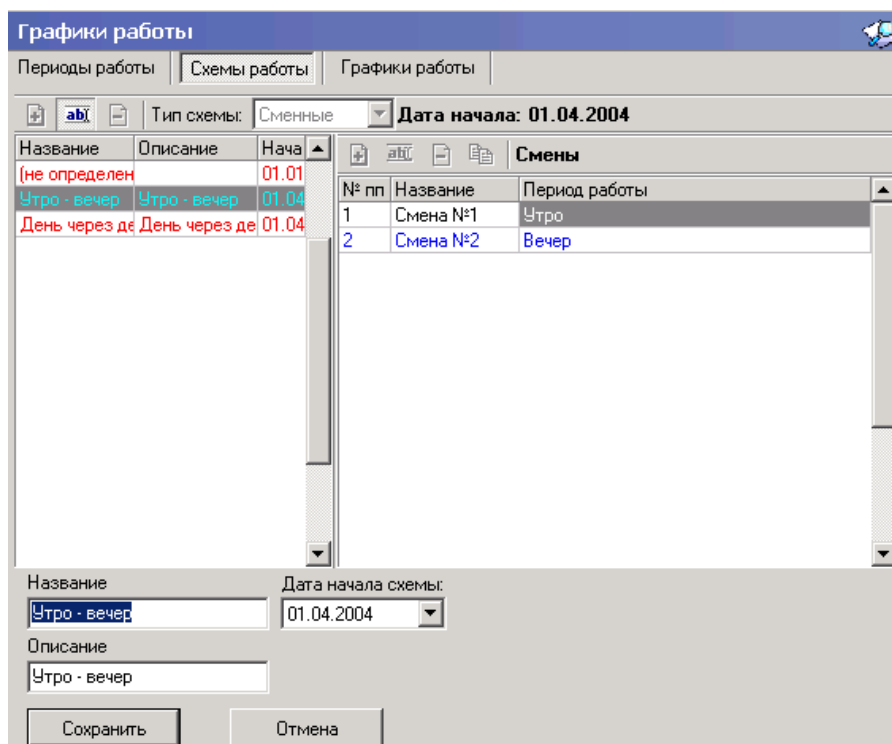 Графики работы
Периоды работы Схемы работы Графики работы
abI Тип схемы: Сменные Дата начала: 01.04.2004
Название Описание Нача
(не определен 01.01
Утро - вечер Утро - вечер 01.04
День через де День через де 01.04
abI Смены
№ пп Название Период работы
1 Смена №1 Утро
2 Смена №2 Вечер
Название Дата начала схемы:
Утро - вечер 01.04.2004
Описание
Утро - вечер
Сохранить Отмена